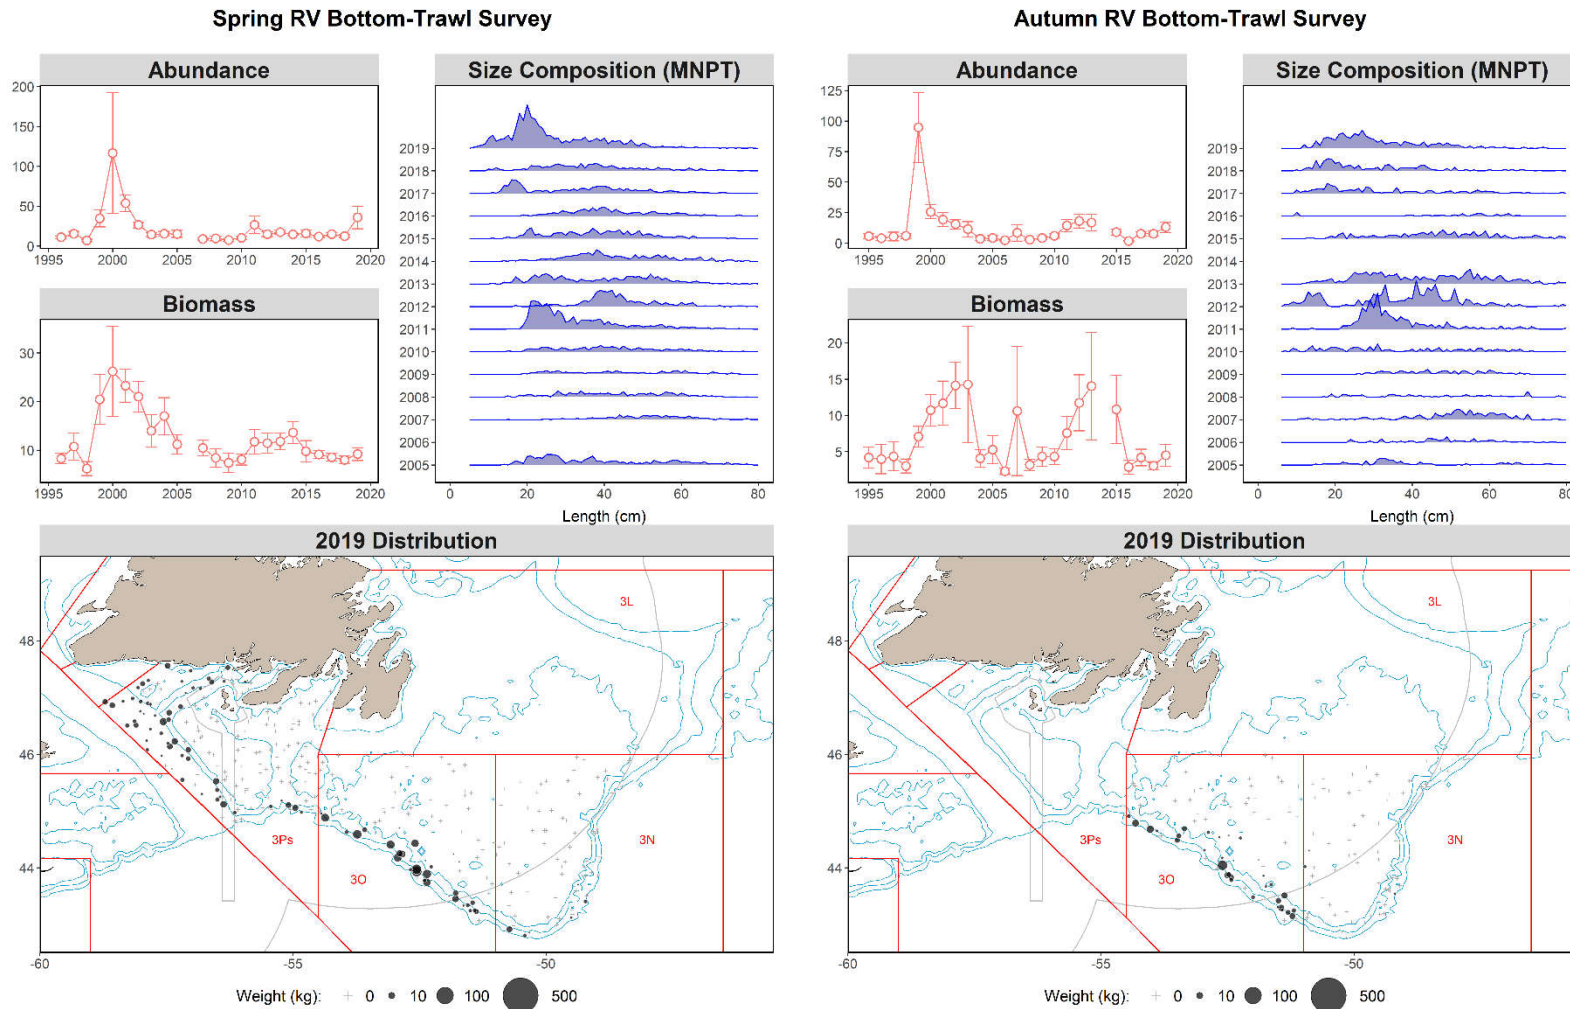 Spring RV Bottom-Trawl Survey
Autumn RV Bottom-Trawl Survey
Abundance
Size Composition (MNPT)
Abundance
Size Composition (MNPT)
200
150
100
50
0
1995 2000 2005 2010 2015 2020
Biomass
30
20
10
1995 2000 2005 2010 2015 2020
2019
2018
2017
2016
2015
2014
2013
2012
2011
2010
2009
2008
2007
2006
2005
0 20 40 60 80
Length (cm)
125
100
75
50
25
0
1995 2000 2005 2010 2015 2020
Biomass
20
15
10
5
1995 2000 2005 2010 2015 2020
2019
2018
2017
2016
2015
2014
2013
2012
2011
2010
2009
2008
2007
2006
2005
0 20 40 60 80
Length (cm)
2019 Distribution
48
46
44
3L
3Ps
3O
3N
-60 -55 -50
Weight (kg): 0 10 100 500
2019 Distribution
48
46
44
3L
3Ps
3O
3N
-60 -55 -50
Weight (kg): 0 10 100 500